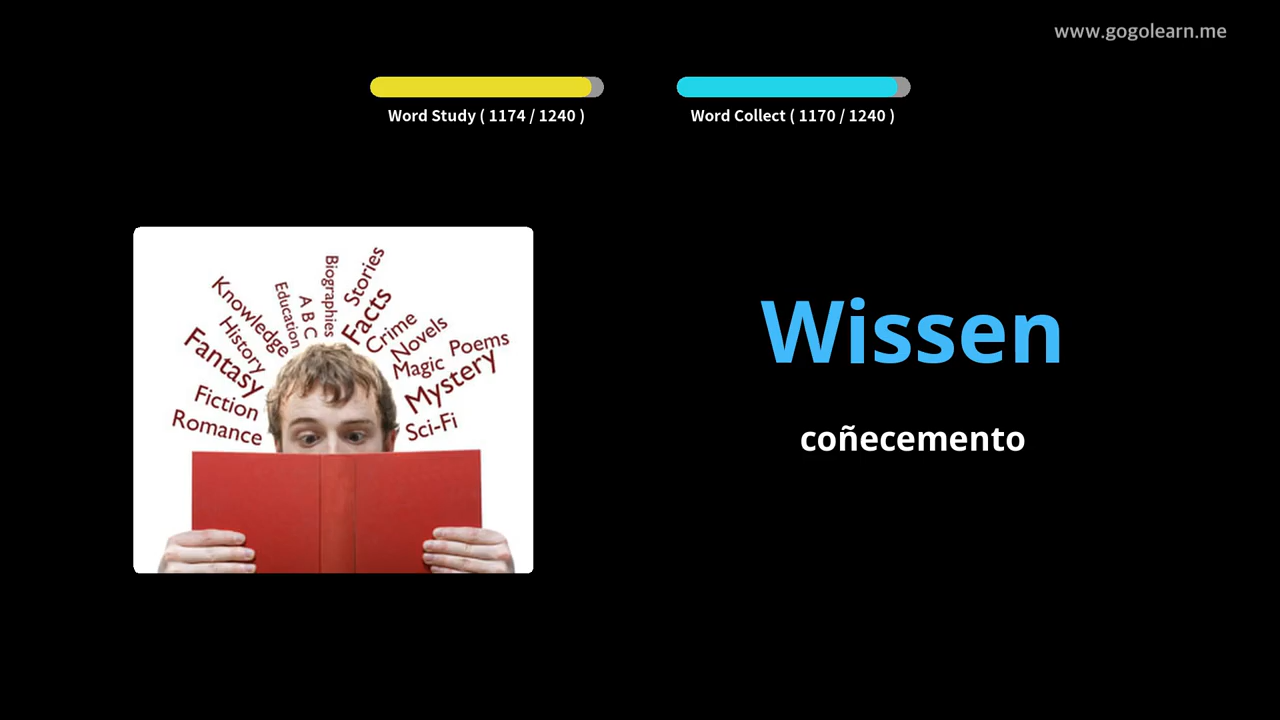 www.gogolearn.me
Word Study ( 1174 / 1240 )
Word Collect ( 1170 / 1240 )
Wissen
coñecemento
Biographies
Stories
Education
A B C
Facts
Knowledge
Crime
History
Novels
Fantasy
Magic
Poems
Mystery
Fiction
Romance
Sci-Fi